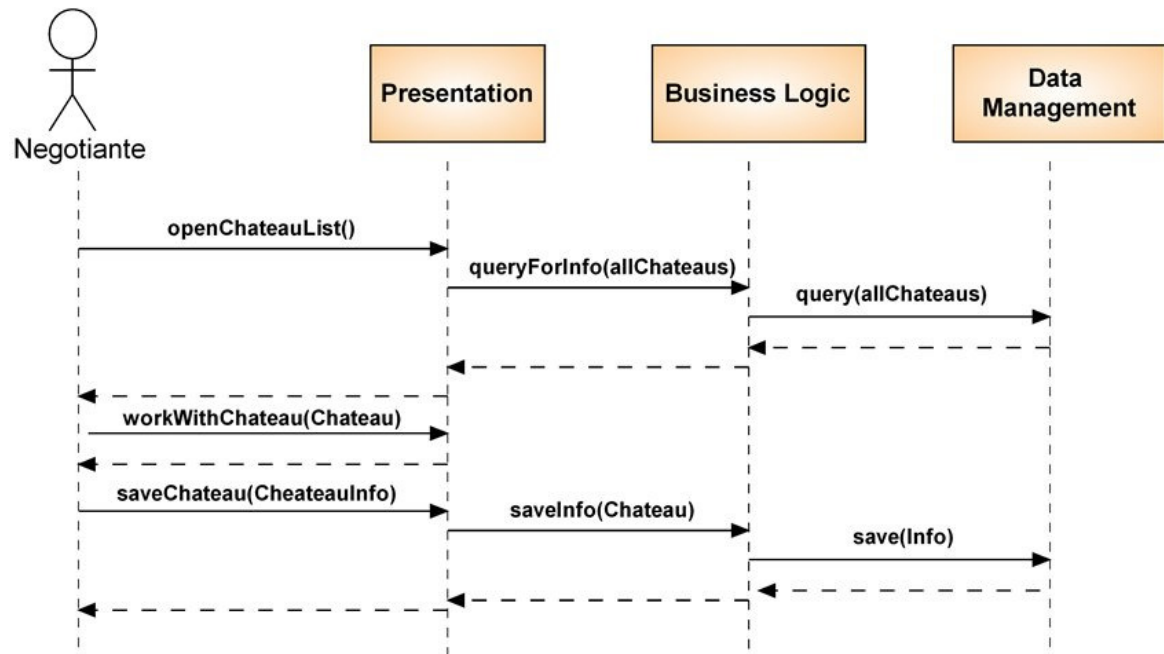 Presentation
Business Logic
Data
Management
Negotiante
openChateauList()
queryForInfo(allChateaus)
query(allChateaus)
workWithChateau(Chateau)
saveChateau(CheateauInfo)
saveInfo(Chateau)
save(Info)